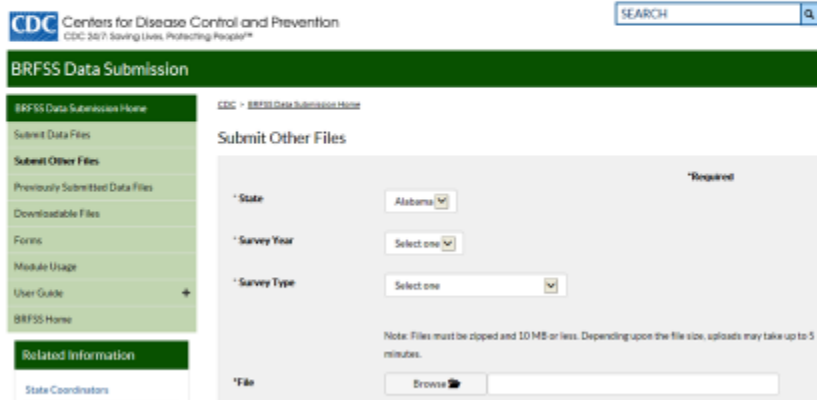 SEARCH
CDC Centers for Disease Control and Prevention
CDC 24/7: Saving Lives, Protecting People™
BRFSS Data Submission
BRFSS Data Submission Home
Submit Data Files
Submit Other Files
Previously Submitted Data Files
Downloadable Files
Forms
Module Usage
User Guide +
BRFSS Home
Related Information
State Coordinators
CDC > BRFSS Data Submission Home
Submit Other Files
*Required
*State
Alabama
*Survey Year
Select one
*Survey Type
Select one
Note: Files must be zipped and 10 MB or less. Depending upon the file size, uploads may take up to 5
minutes.
*File
Browse